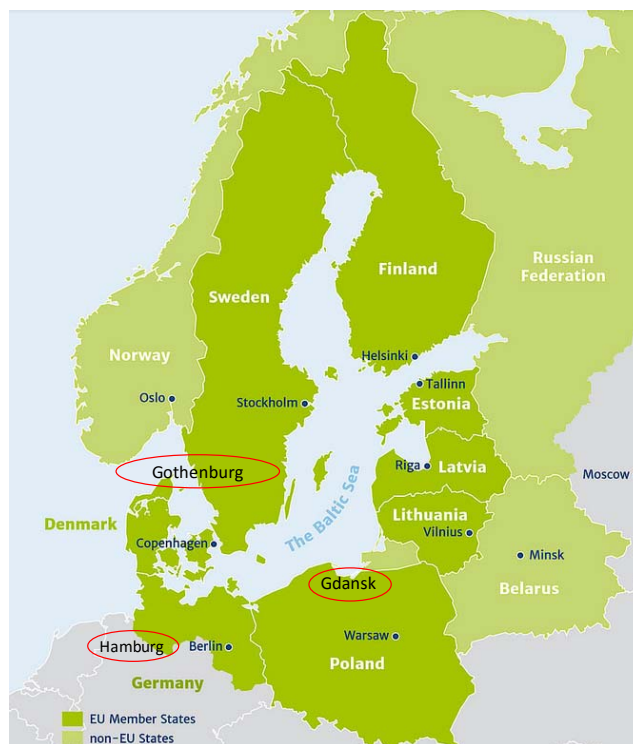 Finland
Russian
Federation
Sweden
Norway
Helsinki
Oslo
Stockholm
Tallinn
Estonia
Gothenburg
Riga
Latvia
Moscow
The Baltic Sea
Lithuania
Denmark
Vilnius
Copenhagen
Minsk
Gdansk
Belarus
Hamburg
Berlin
Warsaw
Poland
Germany
EU Member States
non-EU States